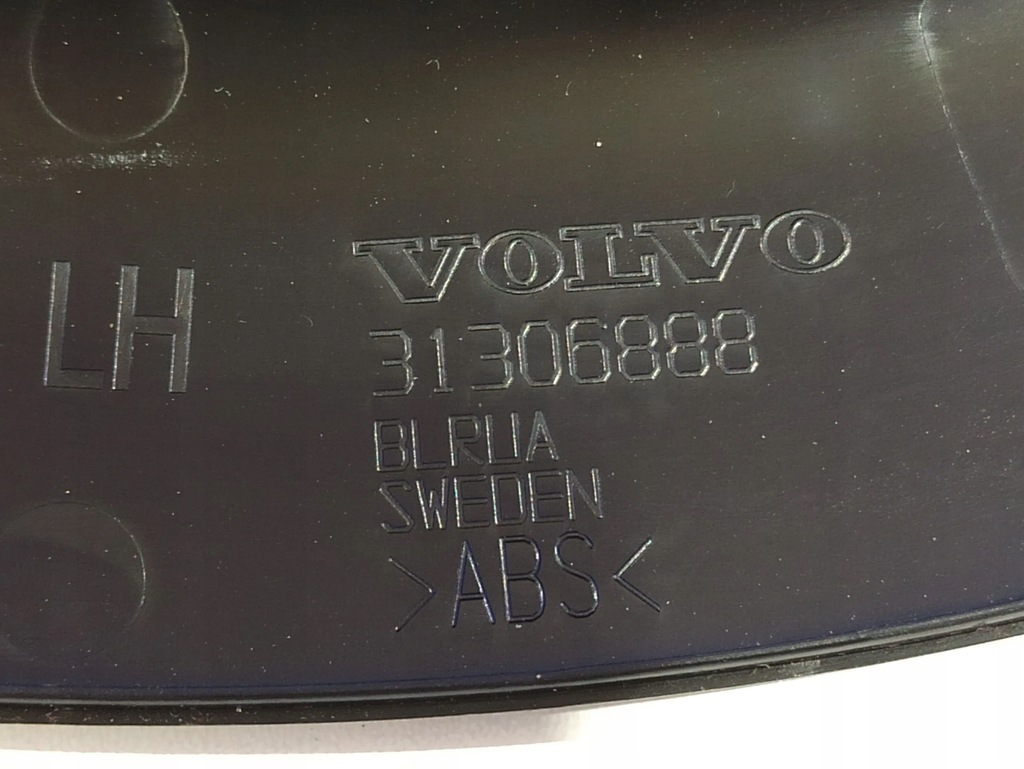 LH
VOLVO
31306888
BLRUA
SWEDEN
>ABS<